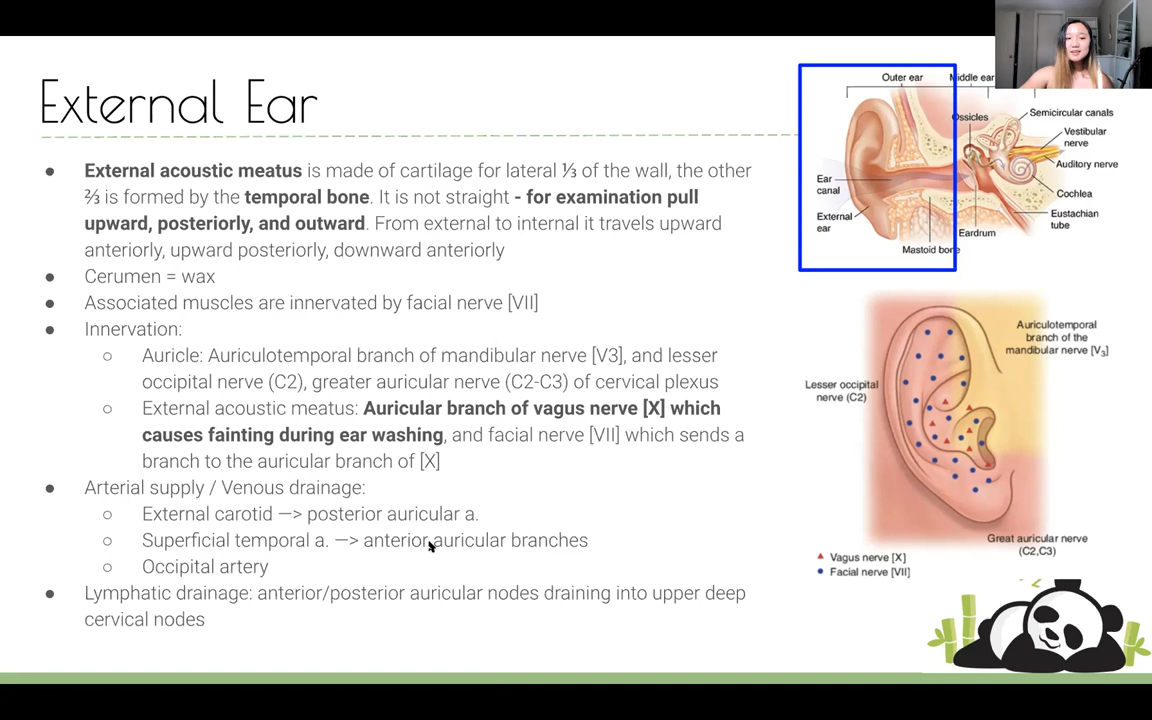 External Ear
External acoustic meatus is made of cartilage for lateral ⅓ of the wall, the other
⅔ is formed by the temporal bone. It is not straight - for examination pull
upward, posteriorly, and outward. From external to internal it travels upward
anteriorly, upward posteriorly, downward anteriorly
Cerumen = wax
Associated muscles are innervated by facial nerve [VII]
Innervation:
Auricle: Auriculotemporal branch of mandibular nerve [V3], and lesser
occipital nerve (C2), greater auricular nerve (C2-C3) of cervical plexus
External acoustic meatus: Auricular branch of vagus nerve [X] which
causes fainting during ear washing, and facial nerve [VII] which sends a
branch to the auricular branch of [X]
Arterial supply / Venous drainage:
External carotid —> posterior auricular a.
Superficial temporal a. —> anterior auricular branches
Occipital artery
Lymphatic drainage: anterior/posterior auricular nodes draining into upper deep
cervical nodes
Outer ear
Middle ear
Ossicles
Semicircular canals
Vestibular
nerve
Auditory nerve
Ear
canal
Cochlea
External
ear
Eustachian
tube
Eardrum
Mastoid bone
Auriculotemporal
branch of the
mandibular nerve [V3]
Lesser occipital
nerve (C2)
Great auricular nerve
(C2,C3)
Vagus nerve [X]
Facial nerve [VII]